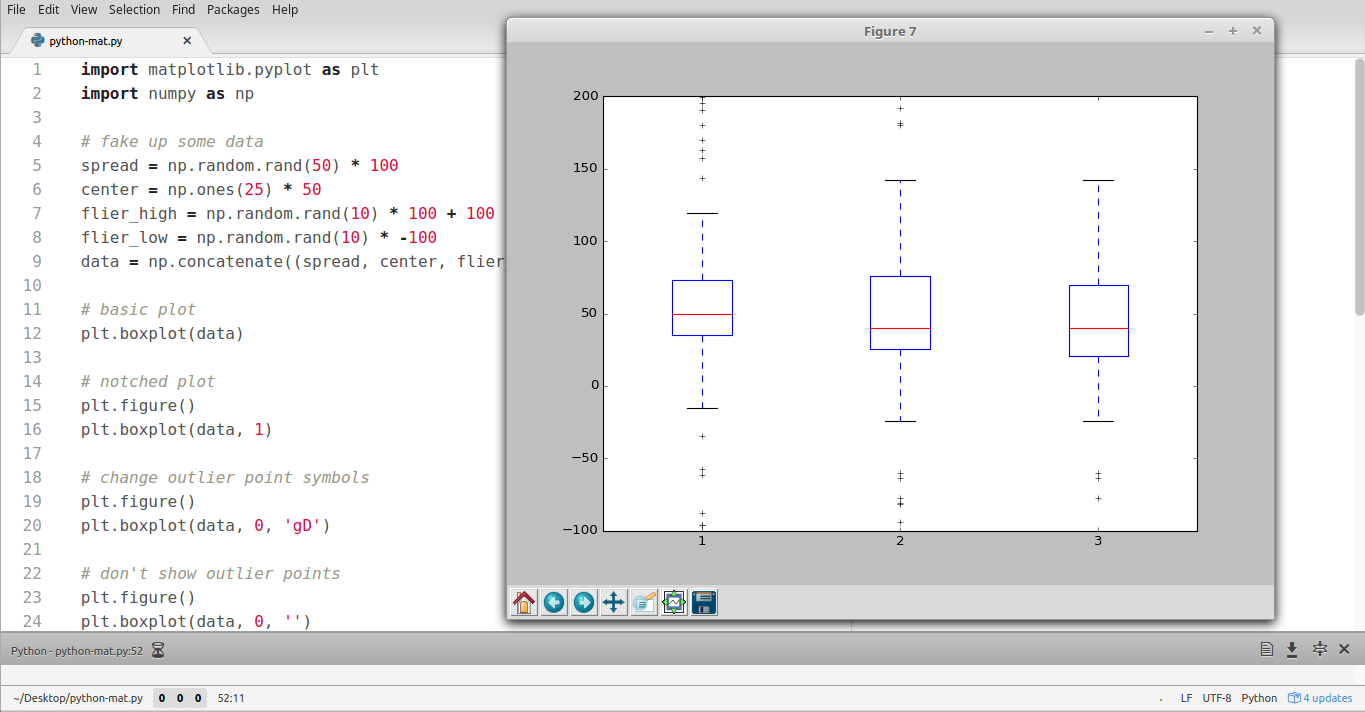 File Edit View Selection Find Packages Help
python-mat.py
1 import matplotlib.pyplot as plt
2 import numpy as np
3
4 # fake up some data
5 spread = np.random.rand(50) * 100
6 center = np.ones(25) * 50
7 flier_high = np.random.rand(10) * 100 + 100
8 flier_low = np.random.rand(10) * -100
9 data = np.concatenate((spread, center, flier_
10
11 # basic plot
12 plt.boxplot(data)
13
14 # notched plot
15 plt.figure()
16 plt.boxplot(data, 1)
17
18 # change outlier point symbols
19 plt.figure()
20 plt.boxplot(data, 0, 'gD')
21
22 # don't show outlier points
23 plt.figure()
24 plt.boxplot(data, 0, '')
Figure 7
200
150
100
50
0
−50
−100
1 2 3
Python - python-mat.py:52
~/Desktop/python-mat.py 0 0 0 52:11 LF UTF-8 Python 4 updates